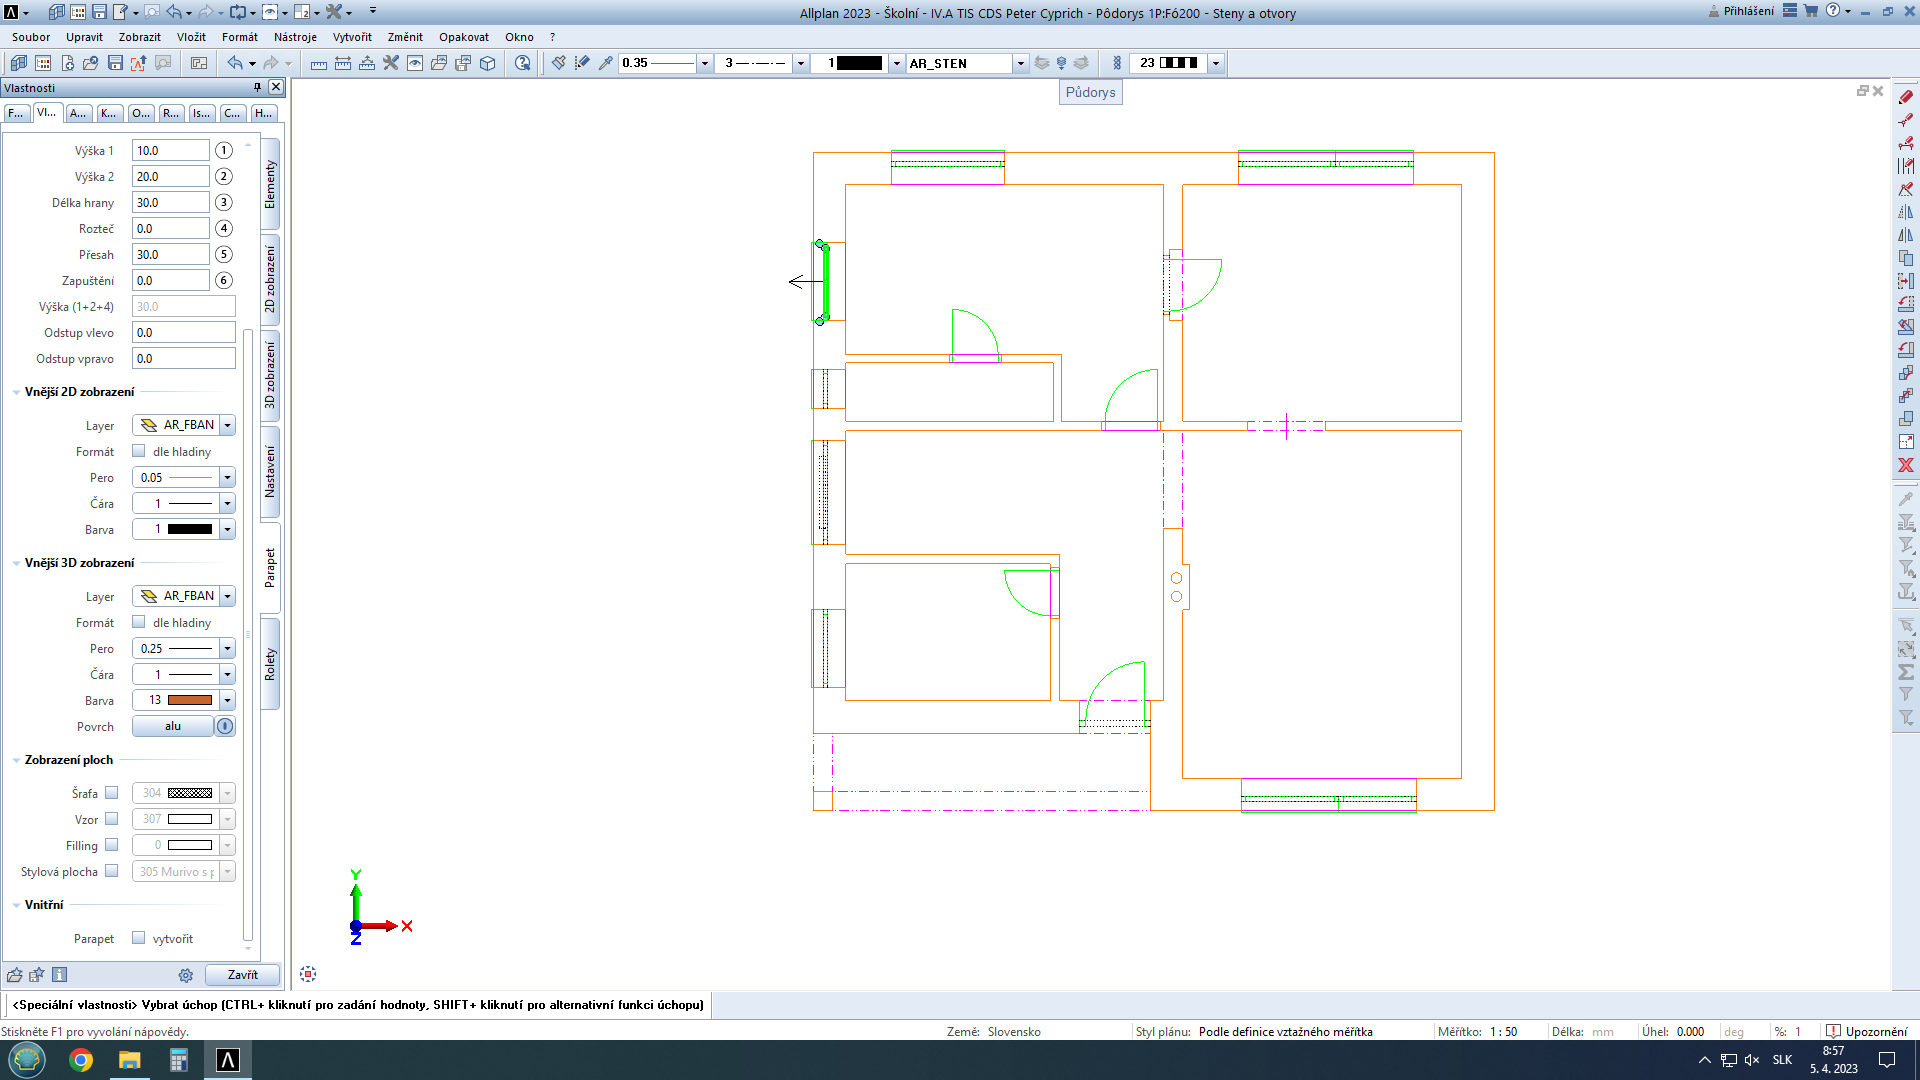 Allplan 2023 - Školní - IV.A TIS CDS Peter Cyprich - Pôdorys 1P:F6200 - Steny a otvory
Přihlášení
Soubor Upravit Zobrazit Vložit Formát Nástroje Vytvořit Změnit Opakovat Okno ?
0.35 3 1 AR_STEN 23
Vlastnosti
Půdorys
F... Vl... A... K... O... R... Is... C... H...
Výška 1 10.0 1
Výška 2 20.0 2
Délka hrany 30.0 3
Rozteč 0.0 4
Přesah 30.0 5
Zapuštění 0.0 6
Výška (1+2+4) 30.0
Odstup vlevo 0.0
Odstup vpravo 0.0
Vnější 2D zobrazení
Layer AR_FBAN
Formát dle hladiny
Pero 0.05
Čára 1
Barva 1
Vnější 3D zobrazení
Layer AR_FBAN
Formát dle hladiny
Pero 0.25
Čára 1
Barva 13
Povrch alu
Zobrazení ploch
Šrafa 304
Vzor 307
Filling 0
Stylová plocha 305 Murivo s p
Vnitřní
Parapet vytvořit
Zavřít
Elementy
2D zobrazení
3D zobrazení
Nastavení
Parapet
Rolety
Y
X
Z
<Speciální vlastnosti> Vybrat úchop (CTRL+ kliknutí pro zadání hodnoty, SHIFT+ kliknutí pro alternativní funkci úchopu)
Stiskněte F1 pro vyvolání nápovědy. Země: Slovensko Styl plánu: Podle definice vztažného měřítka Měřítko: 1 : 50 Délka: mm Úhel: 0.000 deg %: 1 Upozornění
SLK
8:57
5. 4. 2023